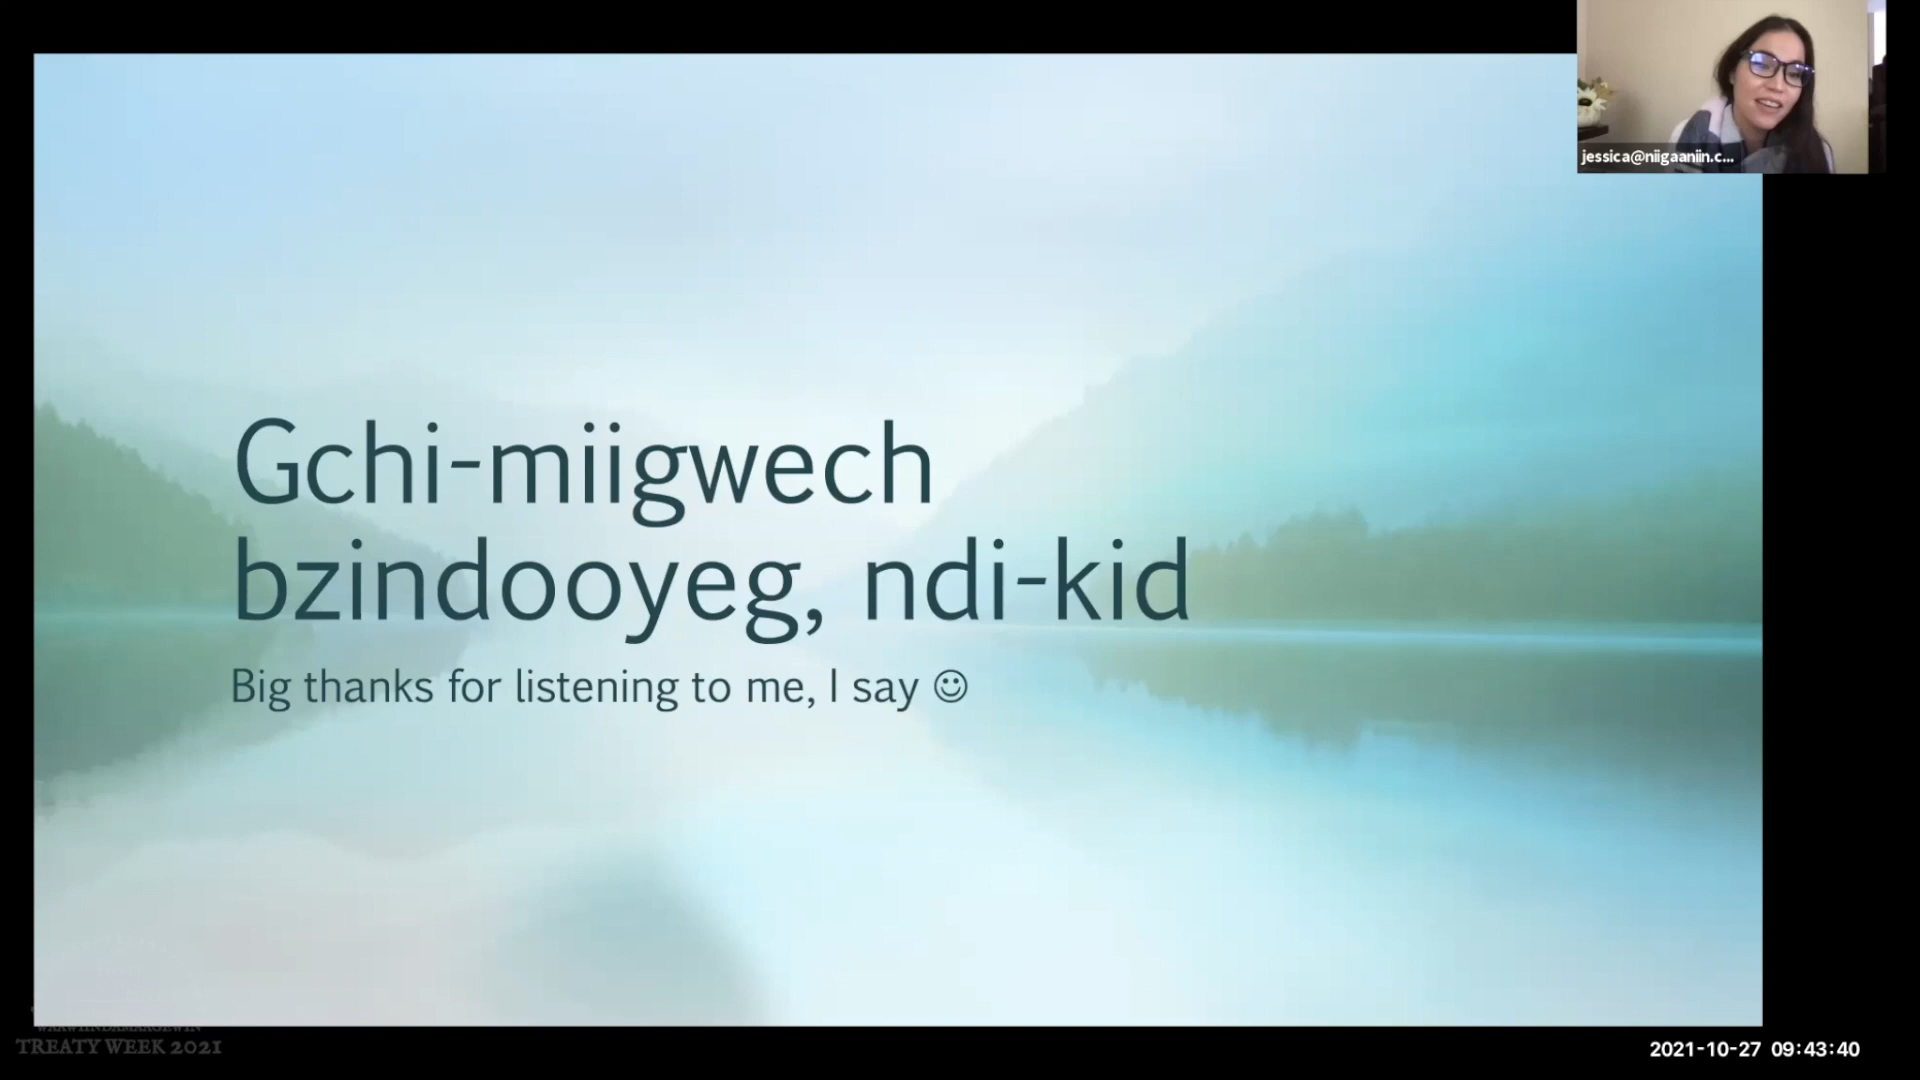 jessica@niigaaniin.c...
Gchi-miigwech
bzindooyeg, ndi-kid
Big thanks for listening to me, I say ☺
TREATY WEEK 2021
2021-10-27 09:43:40